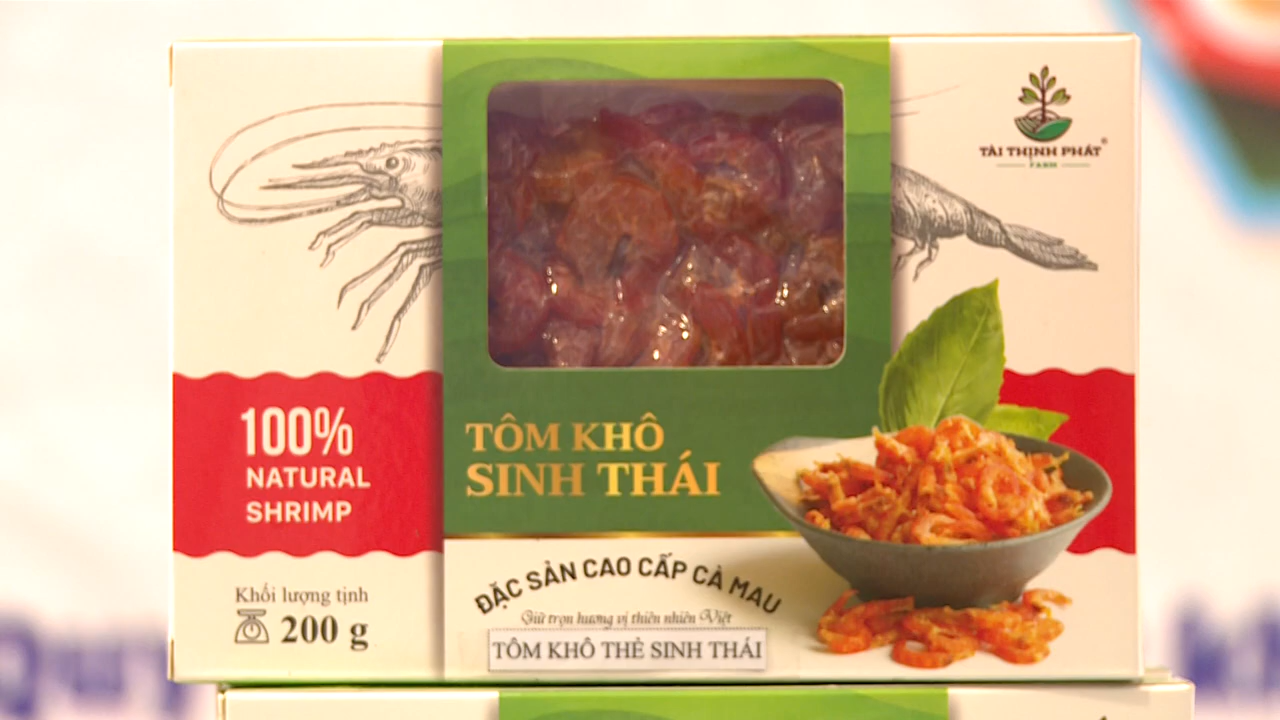 TÀI THỊNH PHÁT
FARM
100%
NATURAL
SHRIMP
TÔM KHÔ
SINH THÁI
Khối lượng tịnh
200 g
ĐẶC SẢN CAO CẤP CÀ MAU
Giữ trọn hương vị thiên nhiên Việt
TÔM KHÔ THẺ SINH THÁI